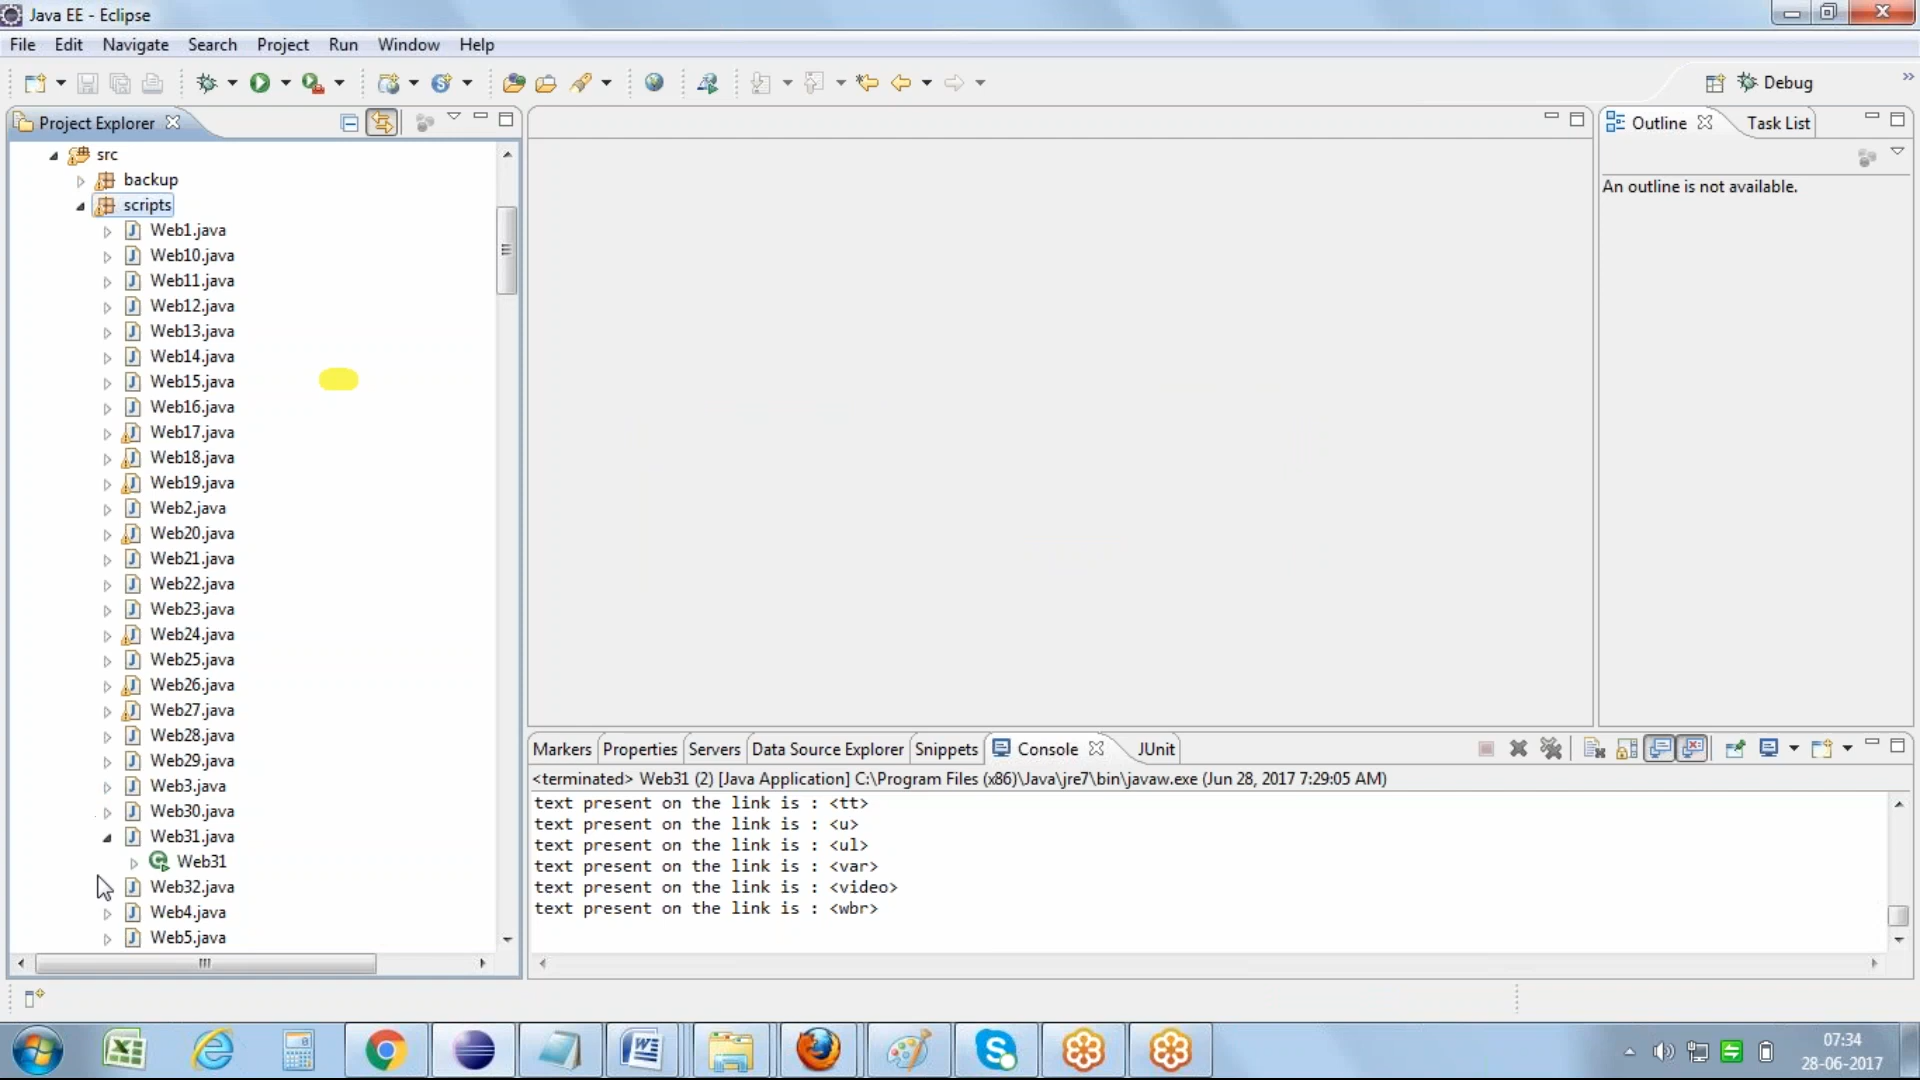 Java EE - Eclipse
File Edit Navigate Search Project Run Window Help
Debug
Project Explorer
src
backup
scripts
Web1.java
Web10.java
Web11.java
Web12.java
Web13.java
Web14.java
Web15.java
Web16.java
Web17.java
Web18.java
Web19.java
Web2.java
Web20.java
Web21.java
Web22.java
Web23.java
Web24.java
Web25.java
Web26.java
Web27.java
Web28.java
Web29.java
Web3.java
Web30.java
Web31.java
Web31
Web32.java
Web4.java
Web5.java
Outline Task List
An outline is not available.
Markers Properties Servers Data Source Explorer Snippets Console JUnit
<terminated> Web31 (2) [Java Application] C:\Program Files (x86)\Java\jre7\bin\javaw.exe (Jun 28, 2017 7:29:05 AM)
text present on the link is : <tt>
text present on the link is : <u>
text present on the link is : <ul>
text present on the link is : <var>
text present on the link is : <video>
text present on the link is : <wbr>
07:34
28-06-2017